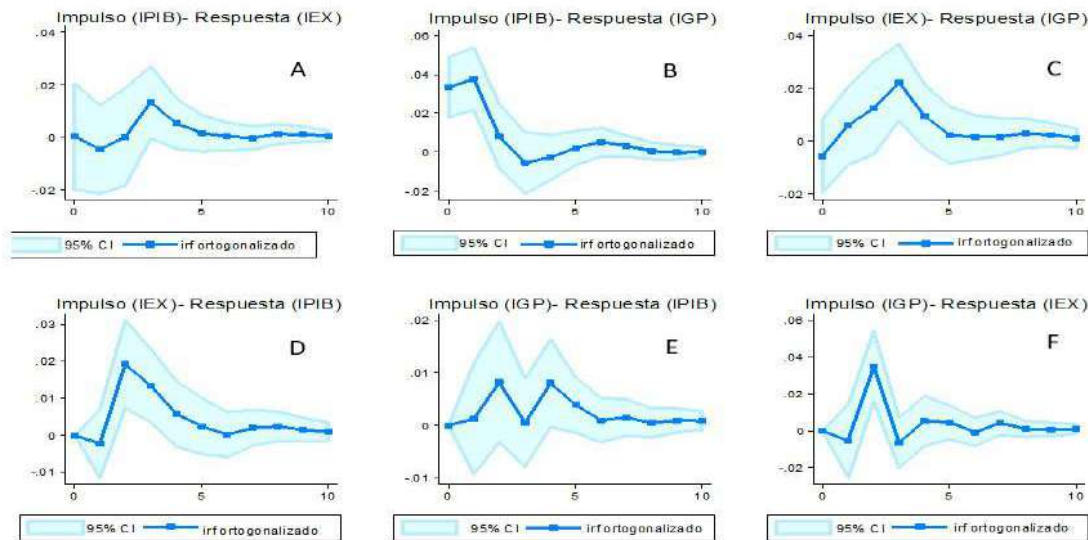 Impulso (IPIB)- Respuesta (IEX)
.04
.02
0
-.02
0
5
10
A
95% CI
irf ortogonalizado
Impulso (IPIB)- Respuesta (IGP)
.06
.04
.02
0
-.02
0
5
10
B
95% CI
irf ortogonalizado
Impulso (IEX)- Respuesta (IGP)
.04
.02
0
-.02
0
5
10
C
95% CI
irf ortogonalizado
Impulso (IEX)- Respuesta (IPIB)
.03
.02
.01
0
-.01
0
5
10
D
95% CI
irf ortogonalizado
Impulso (IGP)- Respuesta (IPIB)
.02
.01
0
-.01
0
5
10
E
95% CI
irf ortogonalizado
Impulso (IGP)- Respuesta (IEX)
.06
.04
.02
0
-.02
0
5
10
F
95% CI
irf ortogonalizado